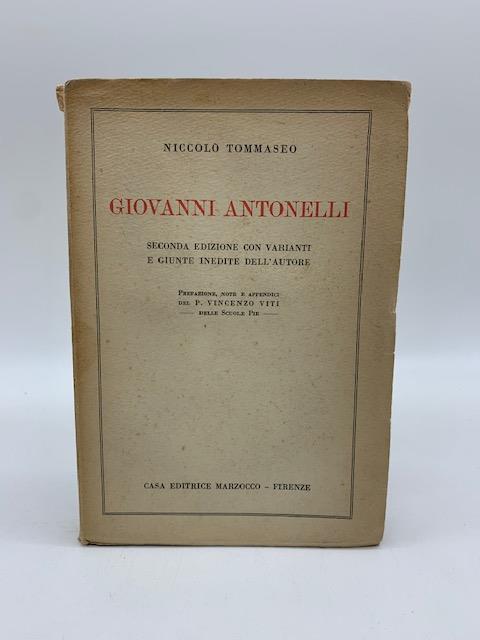 NICCOLÒ TOMMASEO
GIOVANNI ANTONELLI
SECONDA EDIZIONE CON VARIANTI
E GIUNTE INEDITE DELL'AUTORE
PREFAZIONE, NOTE E APPENDICI
DEL P. VINCENZO VITI
DELLE SCUOLE PIE
CASA EDITRICE MARZOCCO - FIRENZE